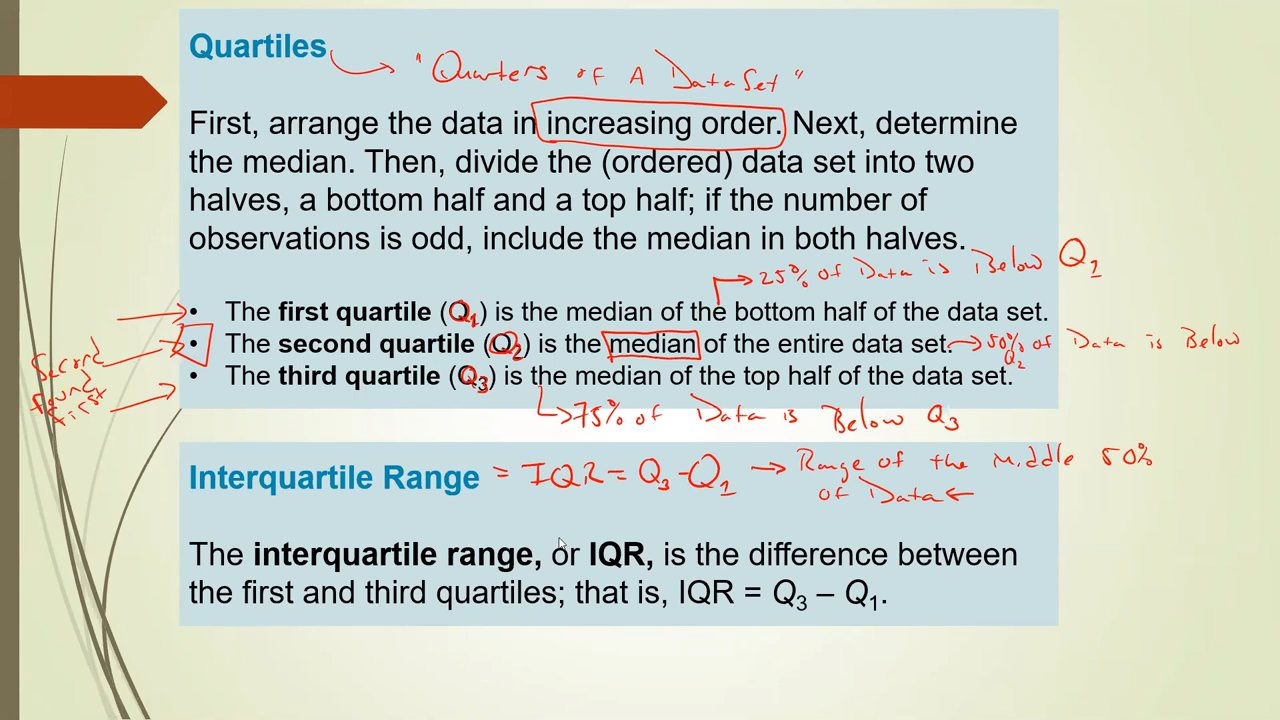 Quartiles "Quarters of A DataSet"
First, arrange the data in increasing order. Next, determine
the median. Then, divide the (ordered) data set into two
halves, a bottom half and a top half; if the number of
observations is odd, include the median in both halves.
25% of Data is Below Q1
• The first quartile (Q1) is the median of the bottom half of the data set.
• The second quartile (Q2) is the median of the entire data set. 50% of Data is Below
Q2
• The third quartile (Q3) is the median of the top half of the data set.
Second
found
first
75% of Data is Below Q3
Interquartile Range = IQR = Q3 - Q1 Range of the Middle 50%
of Data
The interquartile range, or IQR, is the difference between
the first and third quartiles; that is, IQR = Q3 – Q1.